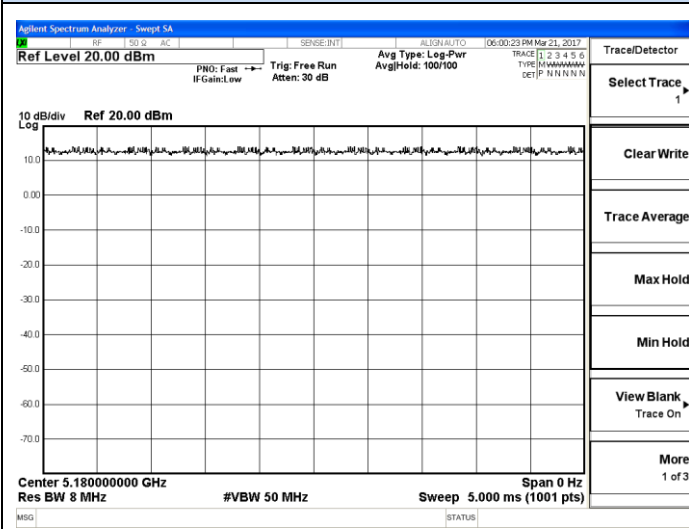 Agilent Spectrum Analyzer - Swept SA
RF 50 Ω AC SENSE:INT ALIGNAUTO 06:00:23 PM Mar 21, 2017
Ref Level 20.00 dBm
PNO: Fast
IFGain:Low
Trig: Free Run
Atten: 30 dB
Avg Type: Log-Pwr
Avg|Hold: 100/100
TRACE 1 2 3 4 5 6
TYPE M WWWWW
DET P N N N N N
10 dB/div Ref 20.00 dBm
Log
10.0
0.00
-10.0
-20.0
-30.0
-40.0
-50.0
-60.0
-70.0
Center 5.180000000 GHz Span 0 Hz
Res BW 8 MHz #VBW 50 MHz Sweep 5.000 ms (1001 pts)
MSG STATUS
Trace/Detector
Select Trace
1
Clear Write
Trace Average
Max Hold
Min Hold
View Blank
Trace On
More
1 of 3